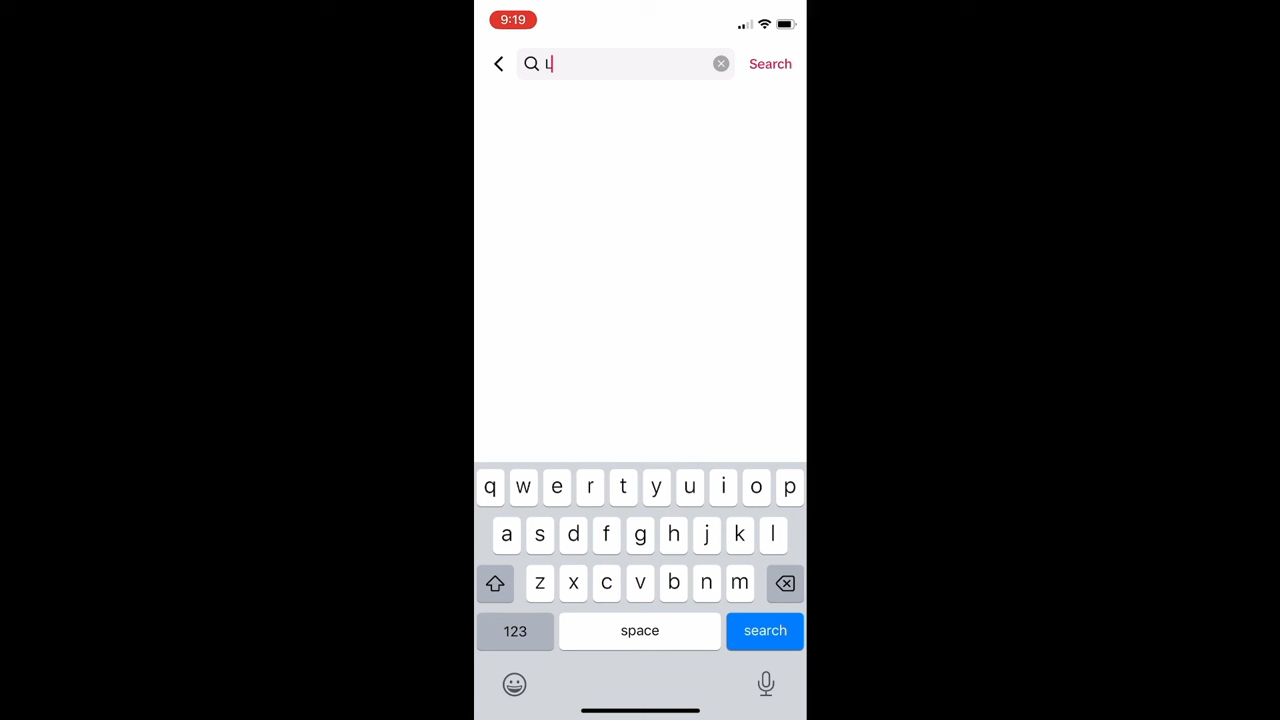 9:19
L
Search
q w e r t y u i o p
a s d f g h j k l
z x c v b n m
123 space search